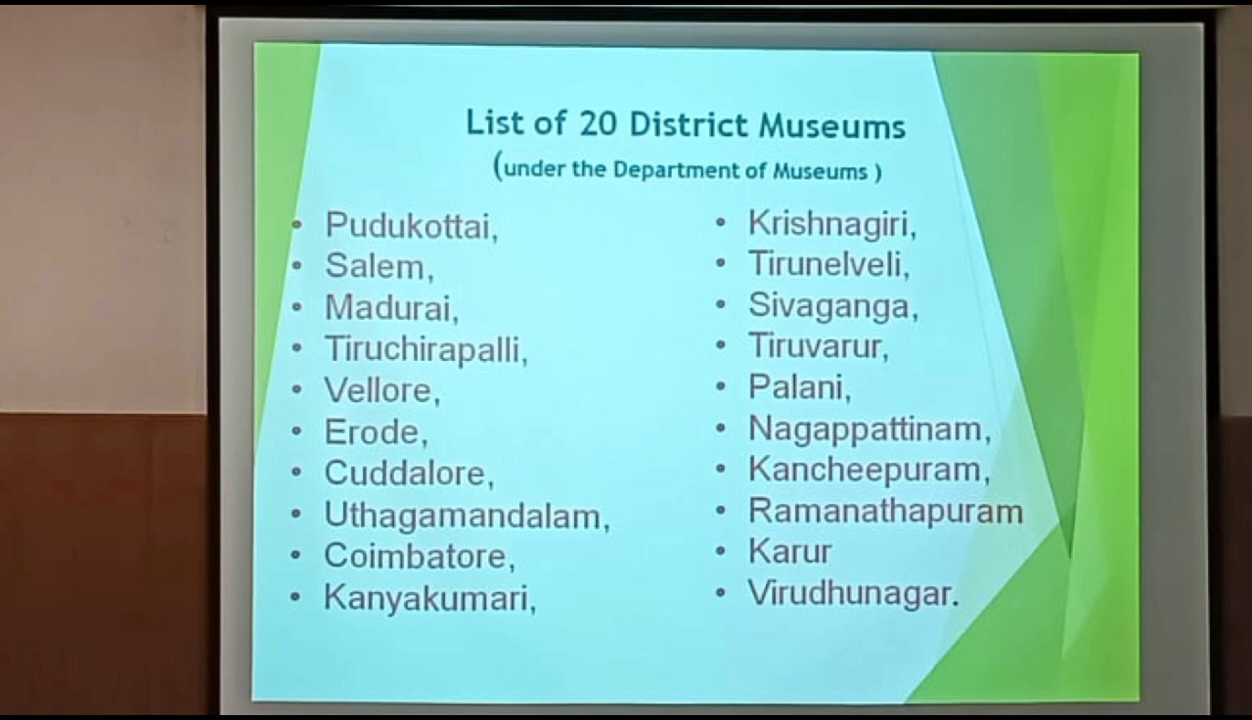 List of 20 District Museums
(under the Department of Museums )
• Pudukottai,
• Salem,
• Madurai,
• Tiruchirapalli,
• Vellore,
• Erode,
• Cuddalore,
• Uthagamandalam,
• Coimbatore,
• Kanyakumari,
• Krishnagiri,
• Tirunelveli,
• Sivaganga,
• Tiruvarur,
• Palani,
• Nagappattinam,
• Kancheepuram,
• Ramanathapuram
• Karur
• Virudhunagar.